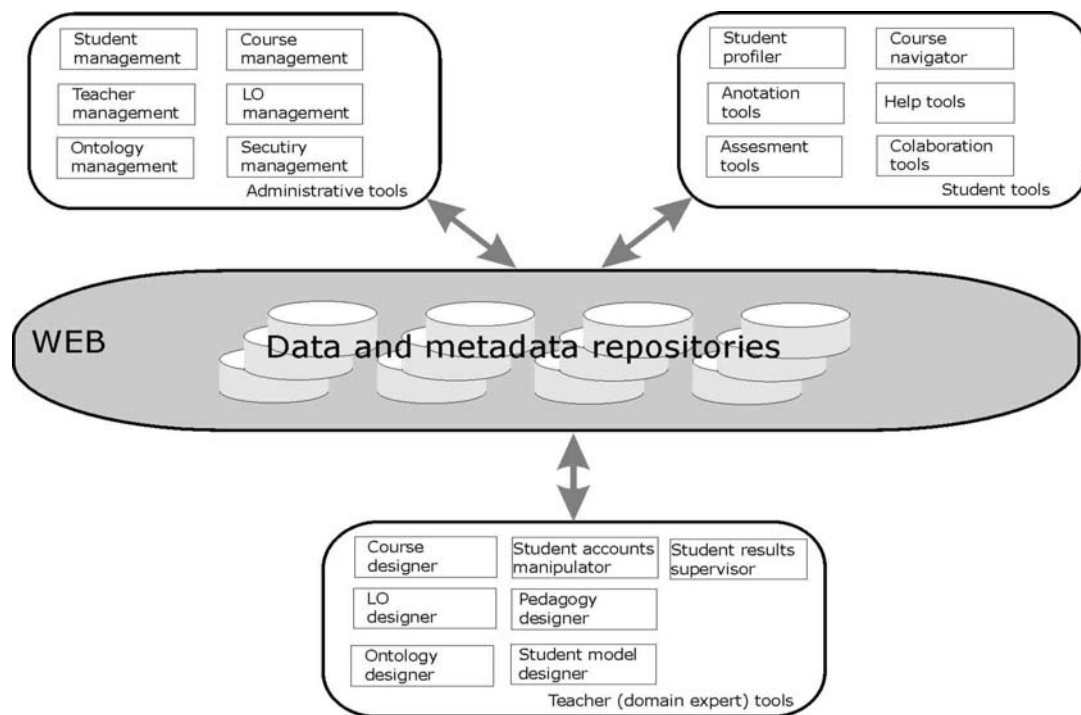 Student
management
Course
management
Teacher
management
LO
management
Ontology
management
Secutiry
management
Administrative tools
Student
profiler
Course
navigator
Anotation
tools
Help tools
Assesment
tools
Colaboration
tools
Student tools
WEB
Data and metadata repositories
Course
designer
Student accounts
manipulator
Student results
supervisor
LO
designer
Pedagogy
designer
Ontology
designer
Student model
designer
Teacher (domain expert) tools